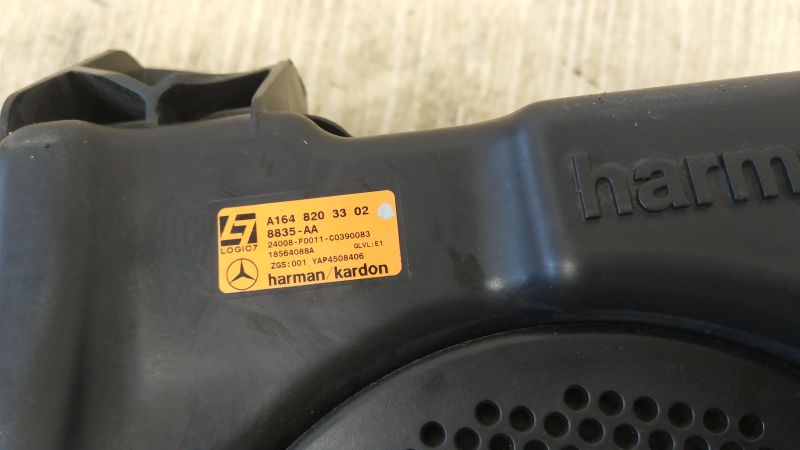 A164 820 33 02
8835-AA
24008-F0011-C0390083
18564088A QLVL:E1
ZGS:001 YAP4508406
LOGIC7
harman/kardon
harm